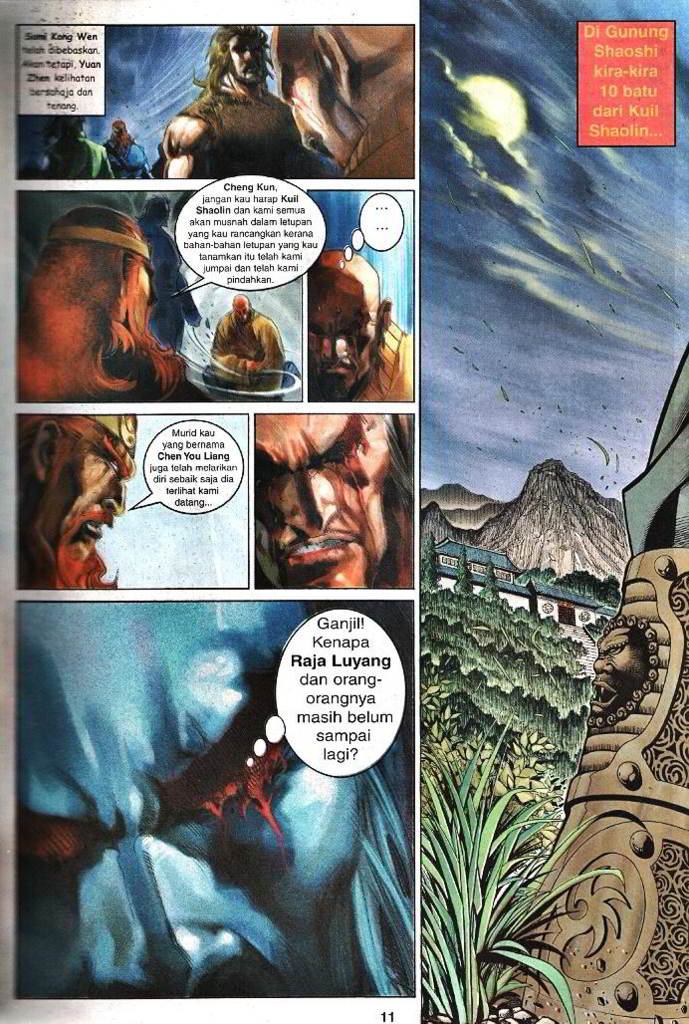 Sami Kong Wen
telah dibebaskan.
Akan tetapi, Yuan
Zhen kelihatan
bersahaja dan
tenang.
Cheng Kun,
jangan kau harap Kuil
Shaolin dan kami semua
akan musnah dalam letupan
yang kau rancangkan kerana
bahan-bahan letupan yang kau
tanamkan itu telah kami
jumpai dan telah kami
pindahkan.
...
...
Murid kau
yang bernama
Chen You Liang
juga telah melarikan
diri sebaik saja dia
terlihat kami
datang...
Ganjil!
Kenapa
Raja Luyang
dan orang-
orangnya
masih belum
sampai
lagi?
11
Di Gunung
Shaoshi
kira-kira
10 batu
dari Kuil
Shaolin...